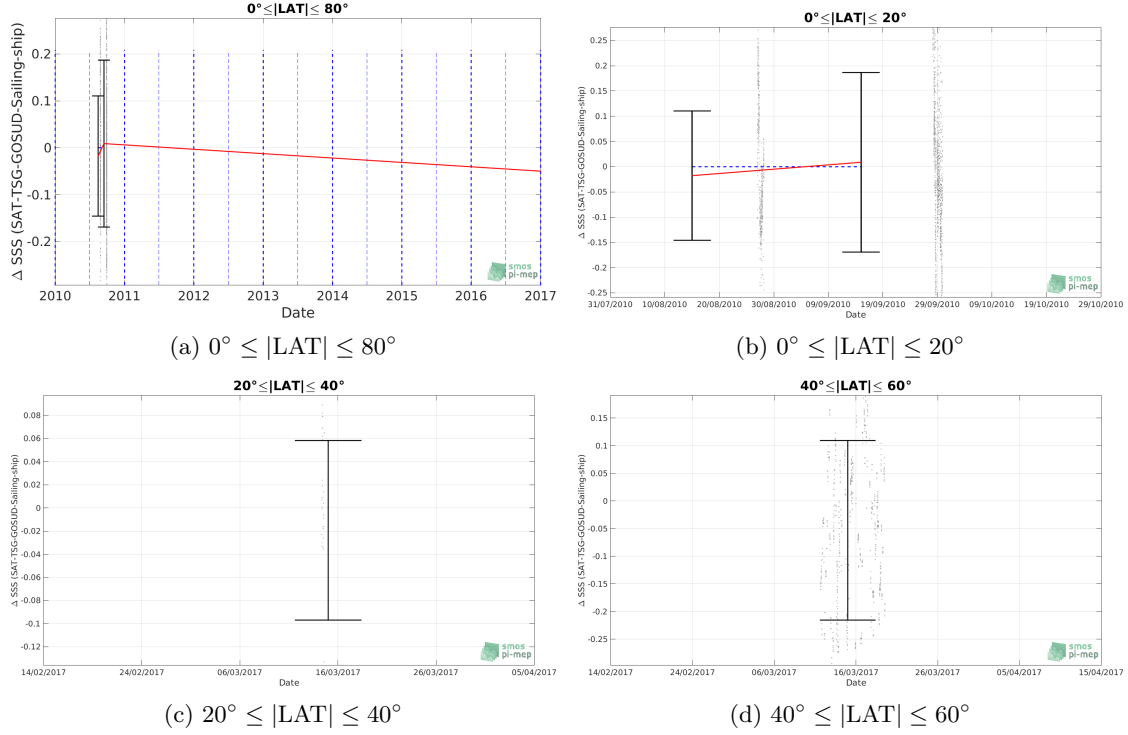 0°≤|LAT|≤ 80°
Δ SSS (SAT-TSG-GOSUD-Sailing-ship)
0.2
0.1
0
-0.1
-0.2
2010 2011 2012 2013 2014 2015 2016 2017
Date
smos
pi-mep
(a) 0° ≤ |LAT| ≤ 80°
0°≤|LAT|≤ 20°
Δ SSS (SAT-TSG-GOSUD-Sailing-ship)
0.25
0.2
0.15
0.1
0.05
0
-0.05
-0.1
-0.15
-0.2
-0.25
31/07/2010 10/08/2010 20/08/2010 30/08/2010 09/09/2010 19/09/2010 29/09/2010 09/10/2010 19/10/2010 29/10/2010
Date
smos
pi-mep
(b) 0° ≤ |LAT| ≤ 20°
20°≤|LAT|≤ 40°
Δ SSS (SAT-TSG-GOSUD-Sailing-ship)
0.08
0.06
0.04
0.02
0
-0.02
-0.04
-0.06
-0.08
-0.1
-0.12
14/02/2017 24/02/2017 06/03/2017 16/03/2017 26/03/2017 05/04/2017
Date
smos
pi-mep
(c) 20° ≤ |LAT| ≤ 40°
40°≤|LAT|≤ 60°
Δ SSS (SAT-TSG-GOSUD-Sailing-ship)
0.15
0.1
0.05
0
-0.05
-0.1
-0.15
-0.2
-0.25
14/02/2017 24/02/2017 06/03/2017 16/03/2017 26/03/2017 05/04/2017 15/04/2017
Date
smos
pi-mep
(d) 40° ≤ |LAT| ≤ 60°